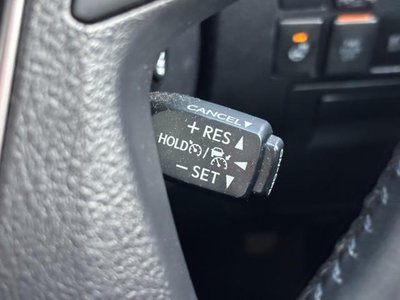 CANCEL▼
+ RES ▲
HOLD /
− SET ▼